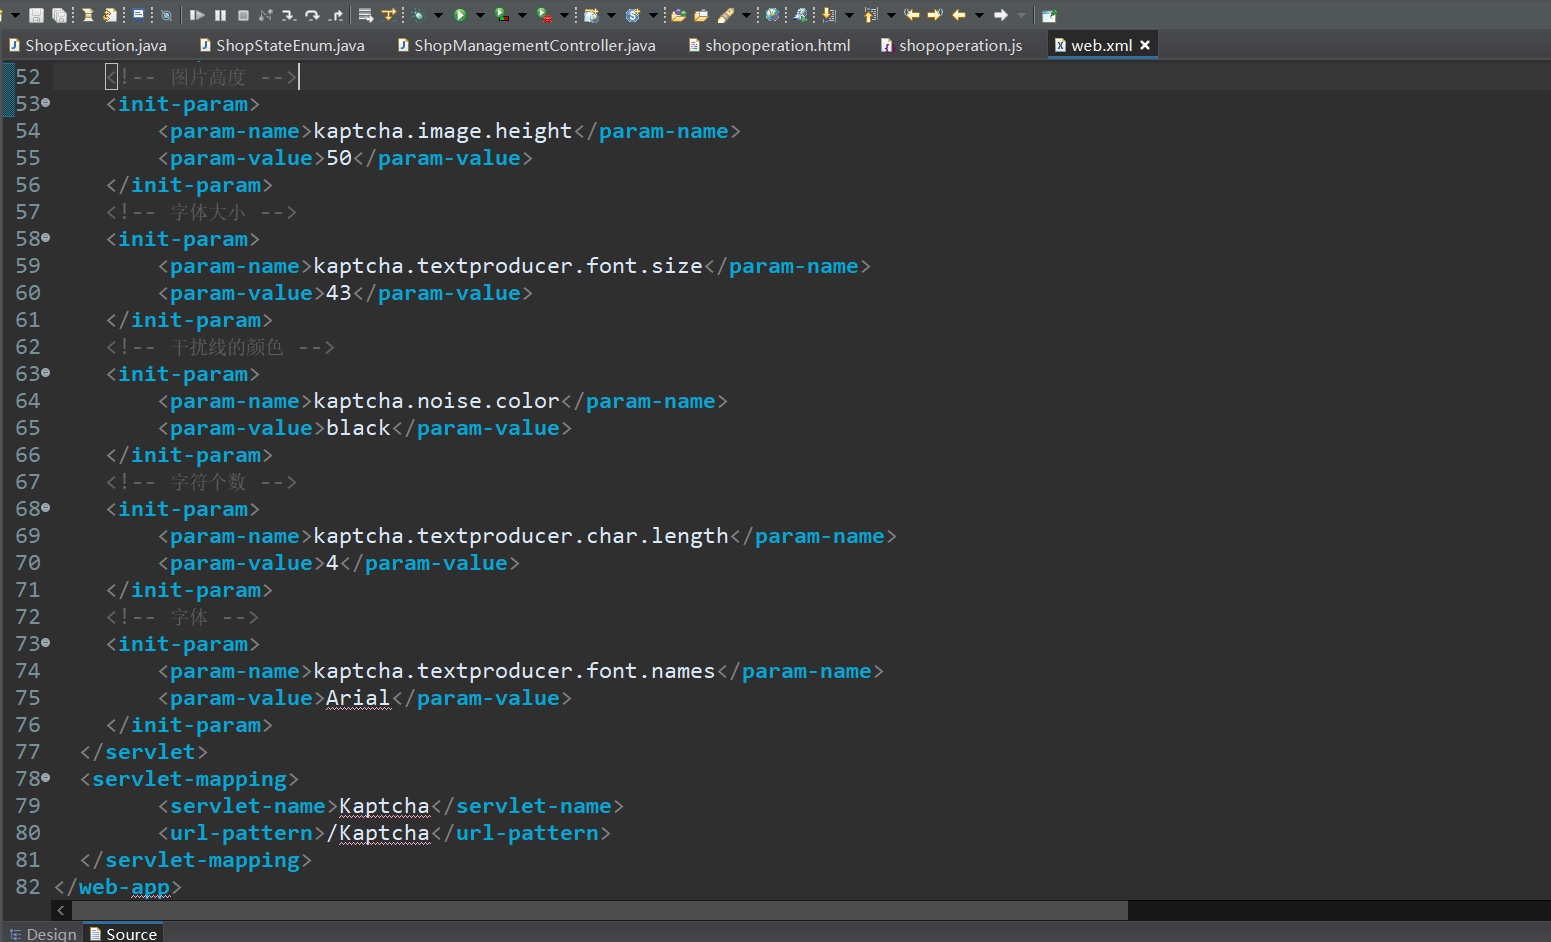 ShopExecution.java ShopStateEnum.java ShopManagementController.java shopoperation.html shopoperation.js web.xml
52 <!-- 图片高度 -->
53 <init-param>
54 <param-name>kaptcha.image.height</param-name>
55 <param-value>50</param-value>
56 </init-param>
57 <!-- 字体大小 -->
58 <init-param>
59 <param-name>kaptcha.textproducer.font.size</param-name>
60 <param-value>43</param-value>
61 </init-param>
62 <!-- 干扰线的颜色 -->
63 <init-param>
64 <param-name>kaptcha.noise.color</param-name>
65 <param-value>black</param-value>
66 </init-param>
67 <!-- 字符个数 -->
68 <init-param>
69 <param-name>kaptcha.textproducer.char.length</param-name>
70 <param-value>4</param-value>
71 </init-param>
72 <!-- 字体 -->
73 <init-param>
74 <param-name>kaptcha.textproducer.font.names</param-name>
75 <param-value>Arial</param-value>
76 </init-param>
77 </servlet>
78 <servlet-mapping>
79 <servlet-name>Kaptcha</servlet-name>
80 <url-pattern>/Kaptcha</url-pattern>
81 </servlet-mapping>
82 </web-app>
Design Source